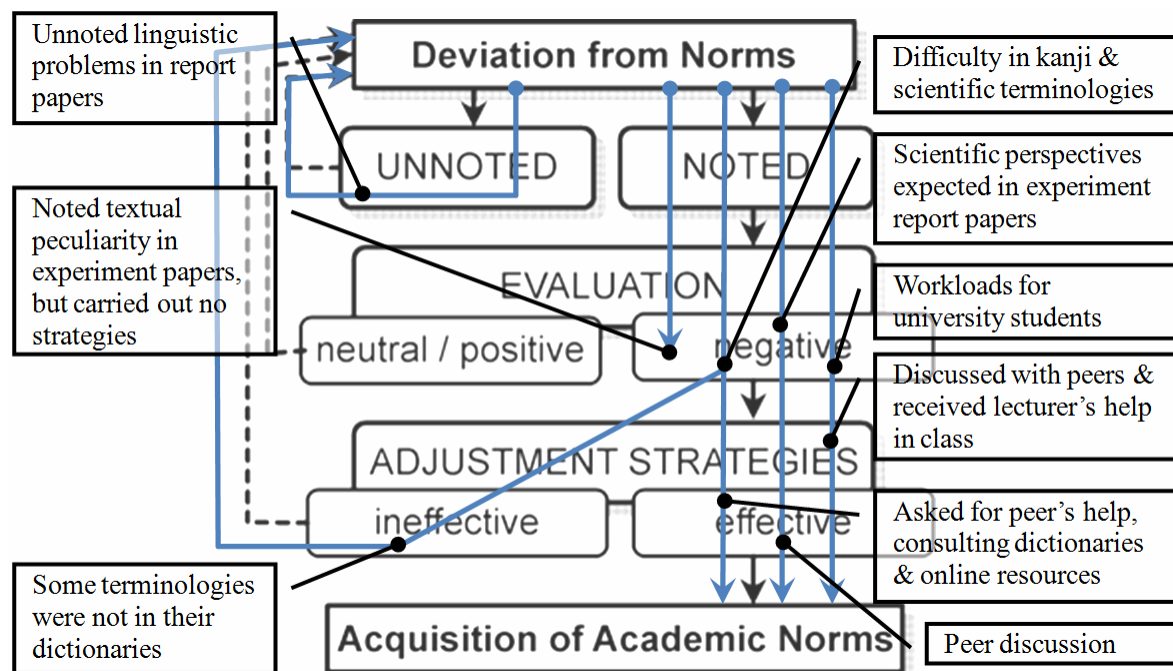 Unnoted linguistic
problems in report
papers
Noted textual
peculiarity in
experiment papers,
but carried out no
strategies
Some terminologies
were not in their
dictionaries
Deviation from Norms
UNNOTED
NOTED
EVALUATION
neutral / positive
negative
ADJUSTMENT STRATEGIES
ineffective
effective
Acquisition of Academic Norms
Difficulty in kanji &
scientific terminologies
Scientific perspectives
expected in experiment
report papers
Workloads for
university students
Discussed with peers &
received lecturer’s help
in class
Asked for peer’s help,
consulting dictionaries
& online resources
Peer discussion